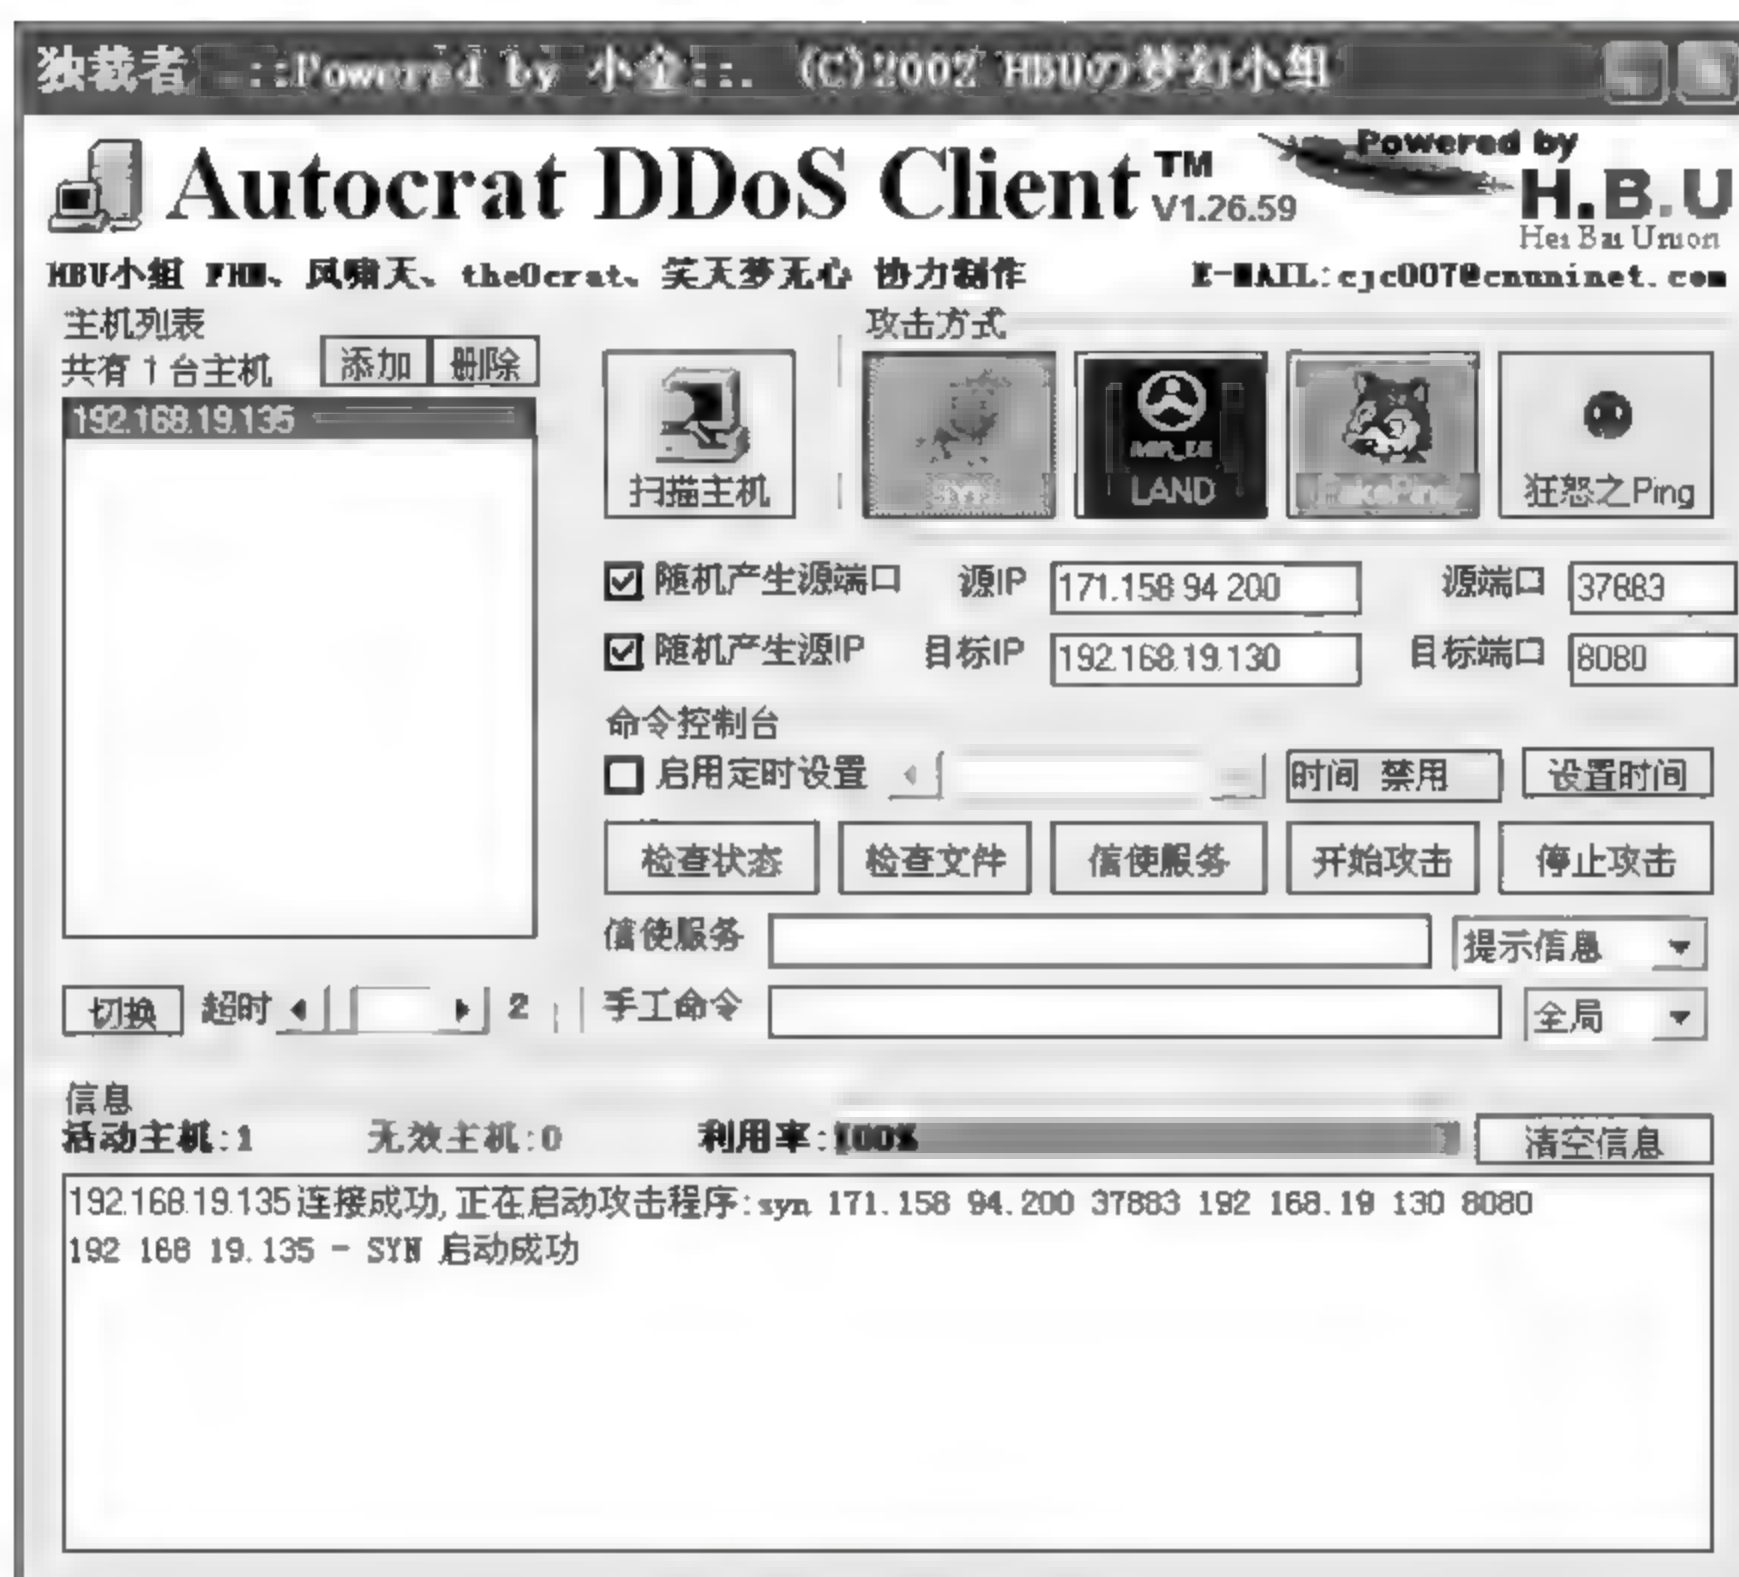 独裁者 -::Powered by 小全::. (C)2002 HBUの梦幻小组
Autocrat DDoS Client TM V1.26.59
Powered by
H.B.U
Hei Bai Union
HBU小组 PHM、风啸天、the0crat、笑天梦无心 协力制作 E-MAIL:cjc007@cnuninet.com
主机列表 攻击方式
共有 1 台主机 添加 删除
192.168.19.135
扫描主机 SYN LAND FakePing 狂怒之Ping
随机产生源端口 源IP 171.158.94.200 源端口 37883
随机产生源IP 目标IP 192.168.19.130 目标端口 8080
命令控制台
启用定时设置 时间 禁用 设置时间
检查状态 检查文件 信使服务 开始攻击 停止攻击
信使服务 提示信息
切换 超时 2 手工命令 全局
信息
活动主机:1 无效主机:0 利用率:100% 清空信息
192.168.19.135连接成功,正在启动攻击程序:syn 171.158.94.200 37883 192.168.19.130 8080
192.168.19.135 - SYN 启动成功